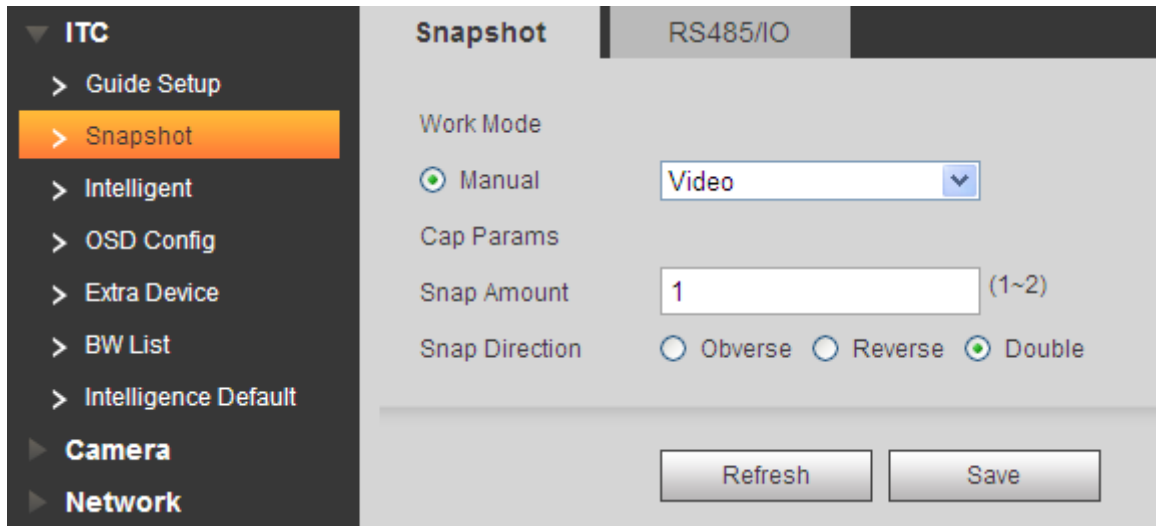 ITC
Guide Setup
Snapshot
Intelligent
OSD Config
Extra Device
BW List
Intelligence Default
Camera
Network
Snapshot RS485/IO
Work Mode
Manual Video
Cap Params
Snap Amount 1 (1~2)
Snap Direction Obverse Reverse Double
Refresh Save